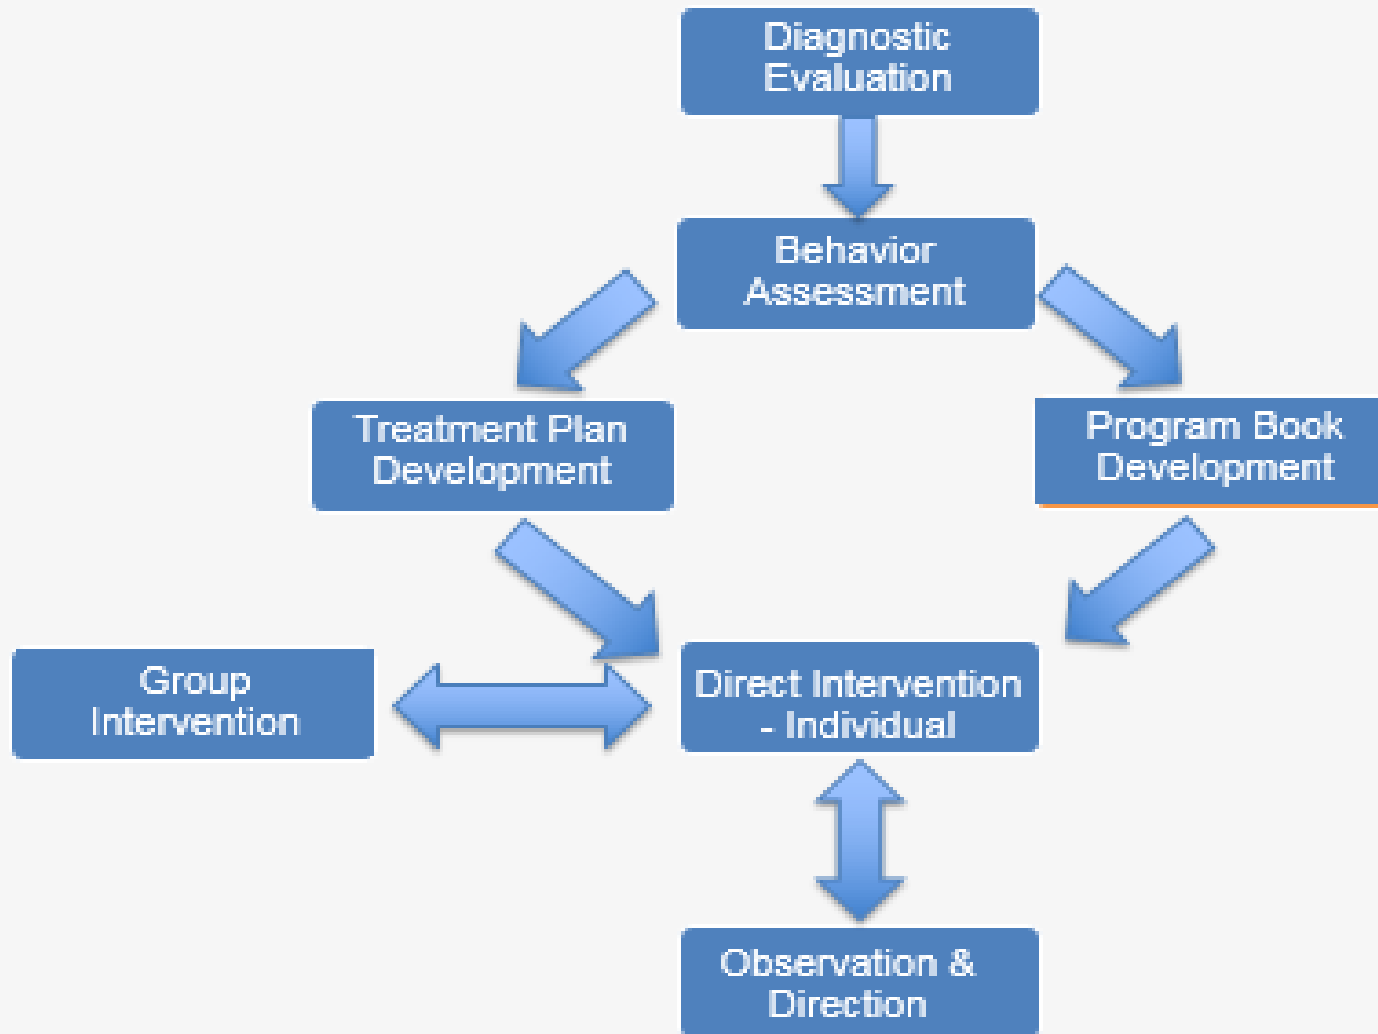 Diagnostic
Evaluation
Behavior
Assessment
Treatment Plan
Development
Program Book
Development
Group
Intervention
Direct Intervention
- Individual
Observation &
Direction